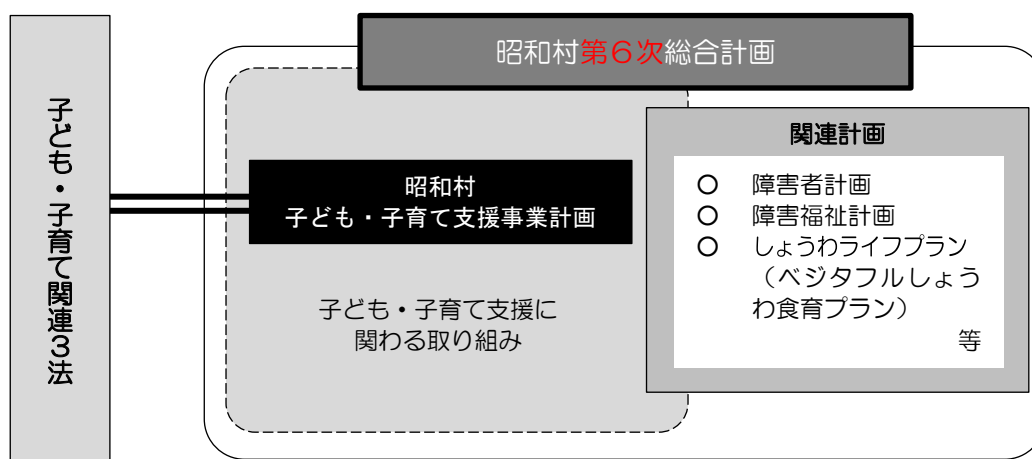 昭和村第６次総合計画
子ども・子育て関連３法
昭和村
子ども・子育て支援事業計画
子ども・子育て支援に
関わる取り組み
関連計画
○ 障害者計画
○ 障害福祉計画
○ しょうわライフプラン
（ベジタフルしょう
わ食育プラン）
等